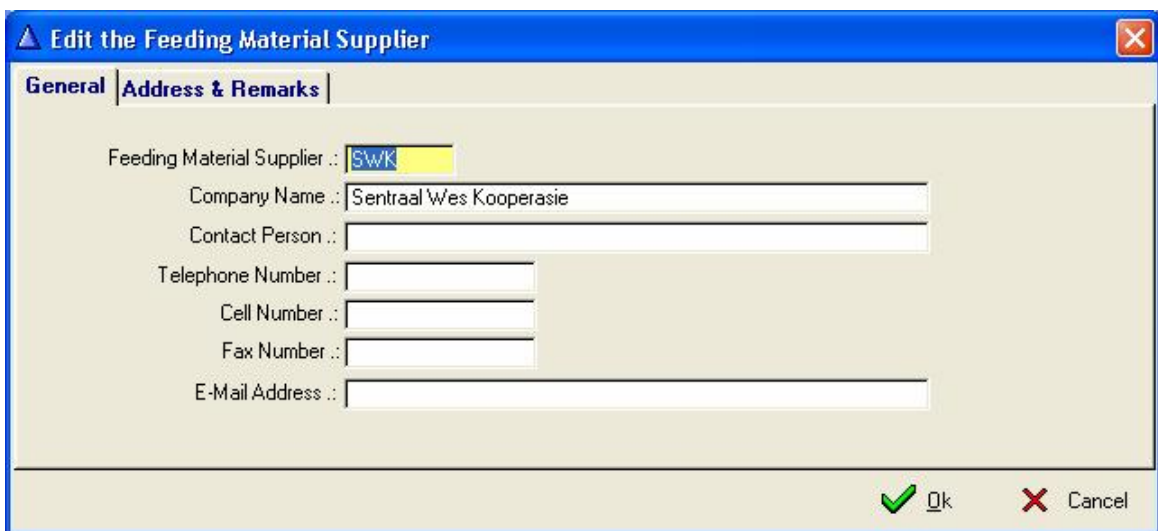 Edit the Feeding Material Supplier
General Address & Remarks
Feeding Material Supplier .: SWK
Company Name .: Sentraal Wes Kooperasie
Contact Person .:
Telephone Number .:
Cell Number .:
Fax Number .:
E-Mail Address .:
Ok Cancel